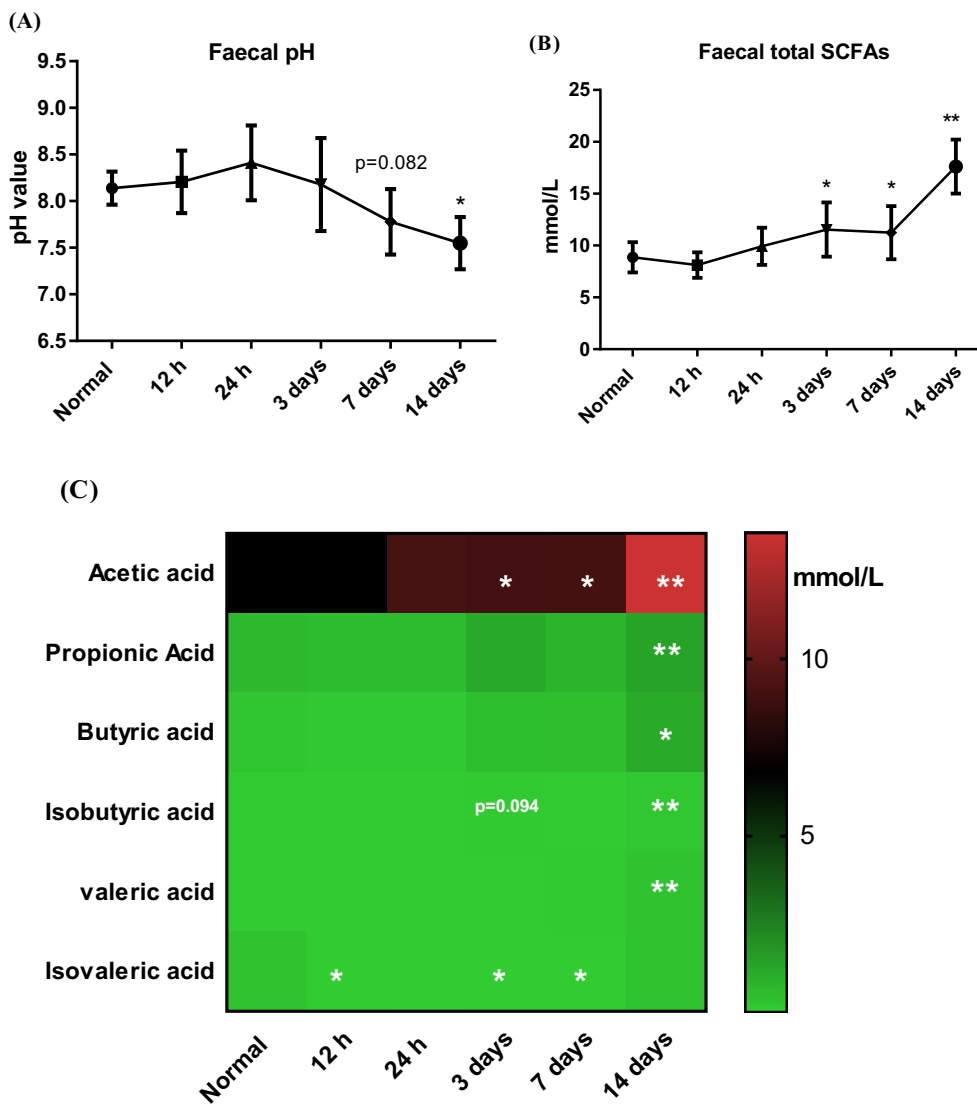 (A)
Faecal pH
pH value
9.5
9.0
8.5
8.0
7.5
7.0
6.5
p=0.082
*
Normal
12 h
24 h
3 days
7 days
14 days
(B)
Faecal total SCFAs
mmol/L
25
20
15
10
5
0
*
*
**
Normal
12 h
24 h
3 days
7 days
14 days
(C)
Acetic acid
* * **
Propionic Acid
**
Butyric acid
*
Isobutyric acid
p=0.094 **
valeric acid
**
Isovaleric acid
* * *
Normal
12 h
24 h
3 days
7 days
14 days
mmol/L
10
5